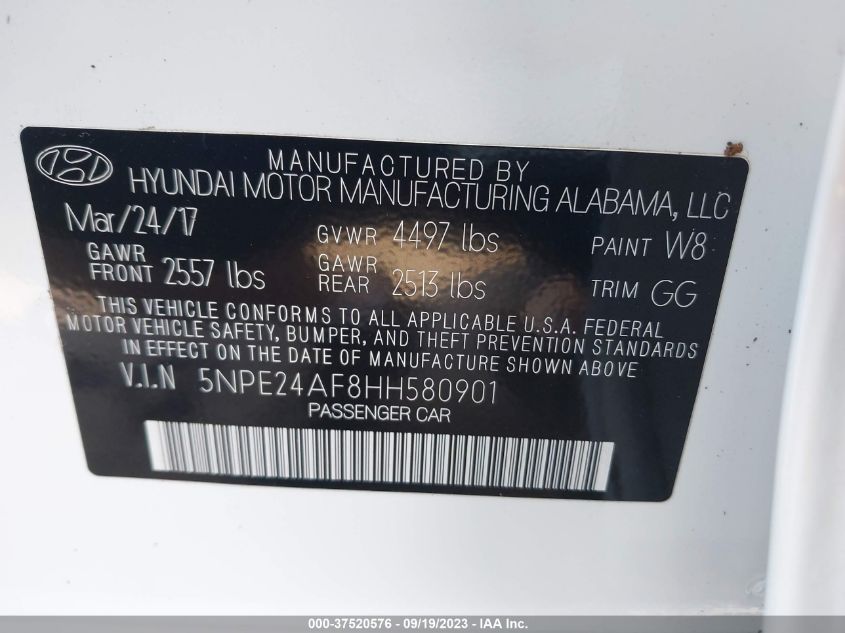 MANUFACTURED BY
HYUNDAI MOTOR MANUFACTURING ALABAMA, LLC
Mar/24/17 GVWR 4497 lbs PAINT W8
GAWR FRONT 2557 lbs GAWR REAR 2513 lbs TRIM GG
THIS VEHICLE CONFORMS TO ALL APPLICABLE U.S.A. FEDERAL
MOTOR VEHICLE SAFETY, BUMPER, AND THEFT PREVENTION STANDARDS
IN EFFECT ON THE DATE OF MANUFACTURE SHOWN ABOVE
V.I.N 5NPE24AF8HH580901
PASSENGER CAR
000-37520576 - 09/19/2023 - IAA Inc.